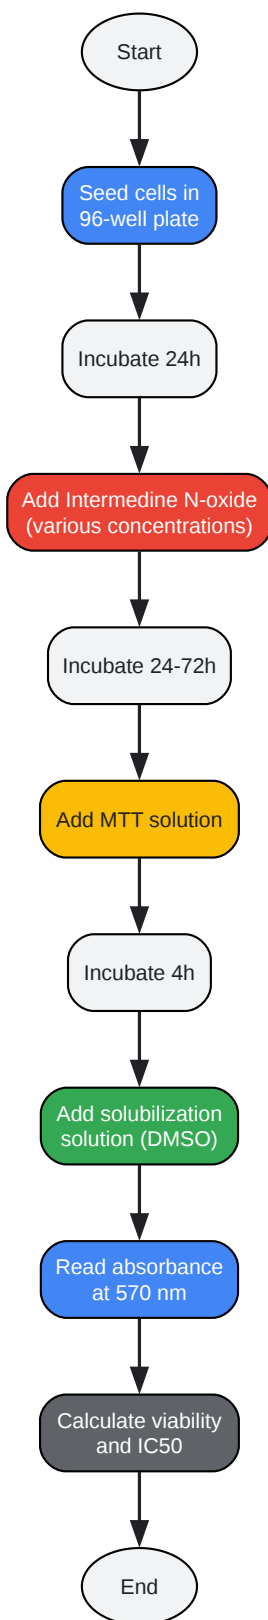 Start
Seed cells in
96-well plate
Incubate 24h
Add Intermedine N-oxide
(various concentrations)
Incubate 24-72h
Add MTT solution
Incubate 4h
Add solubilization
solution (DMSO)
Read absorbance
at 570 nm
Calculate viability
and IC50
End